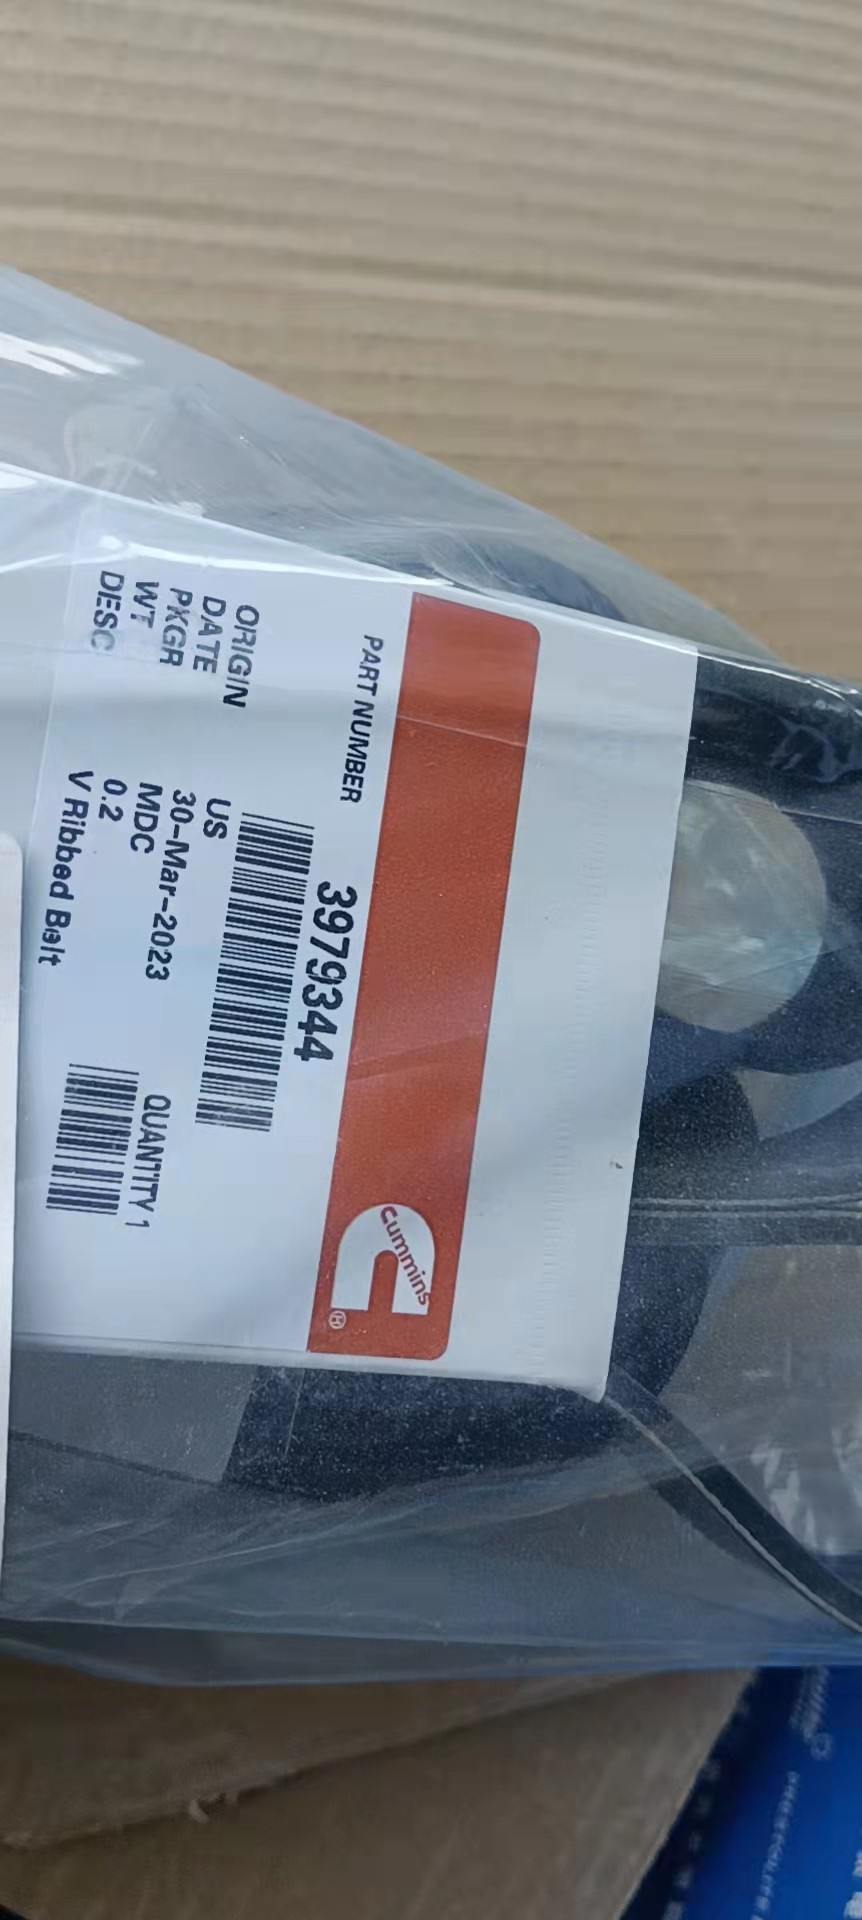 Cummins
®
PART NUMBER 3979344
ORIGIN US
DATE 30-Mar-2023
PKGR MDC
QUANTITY 1
WT 0.2
DESC V Ribbed Belt